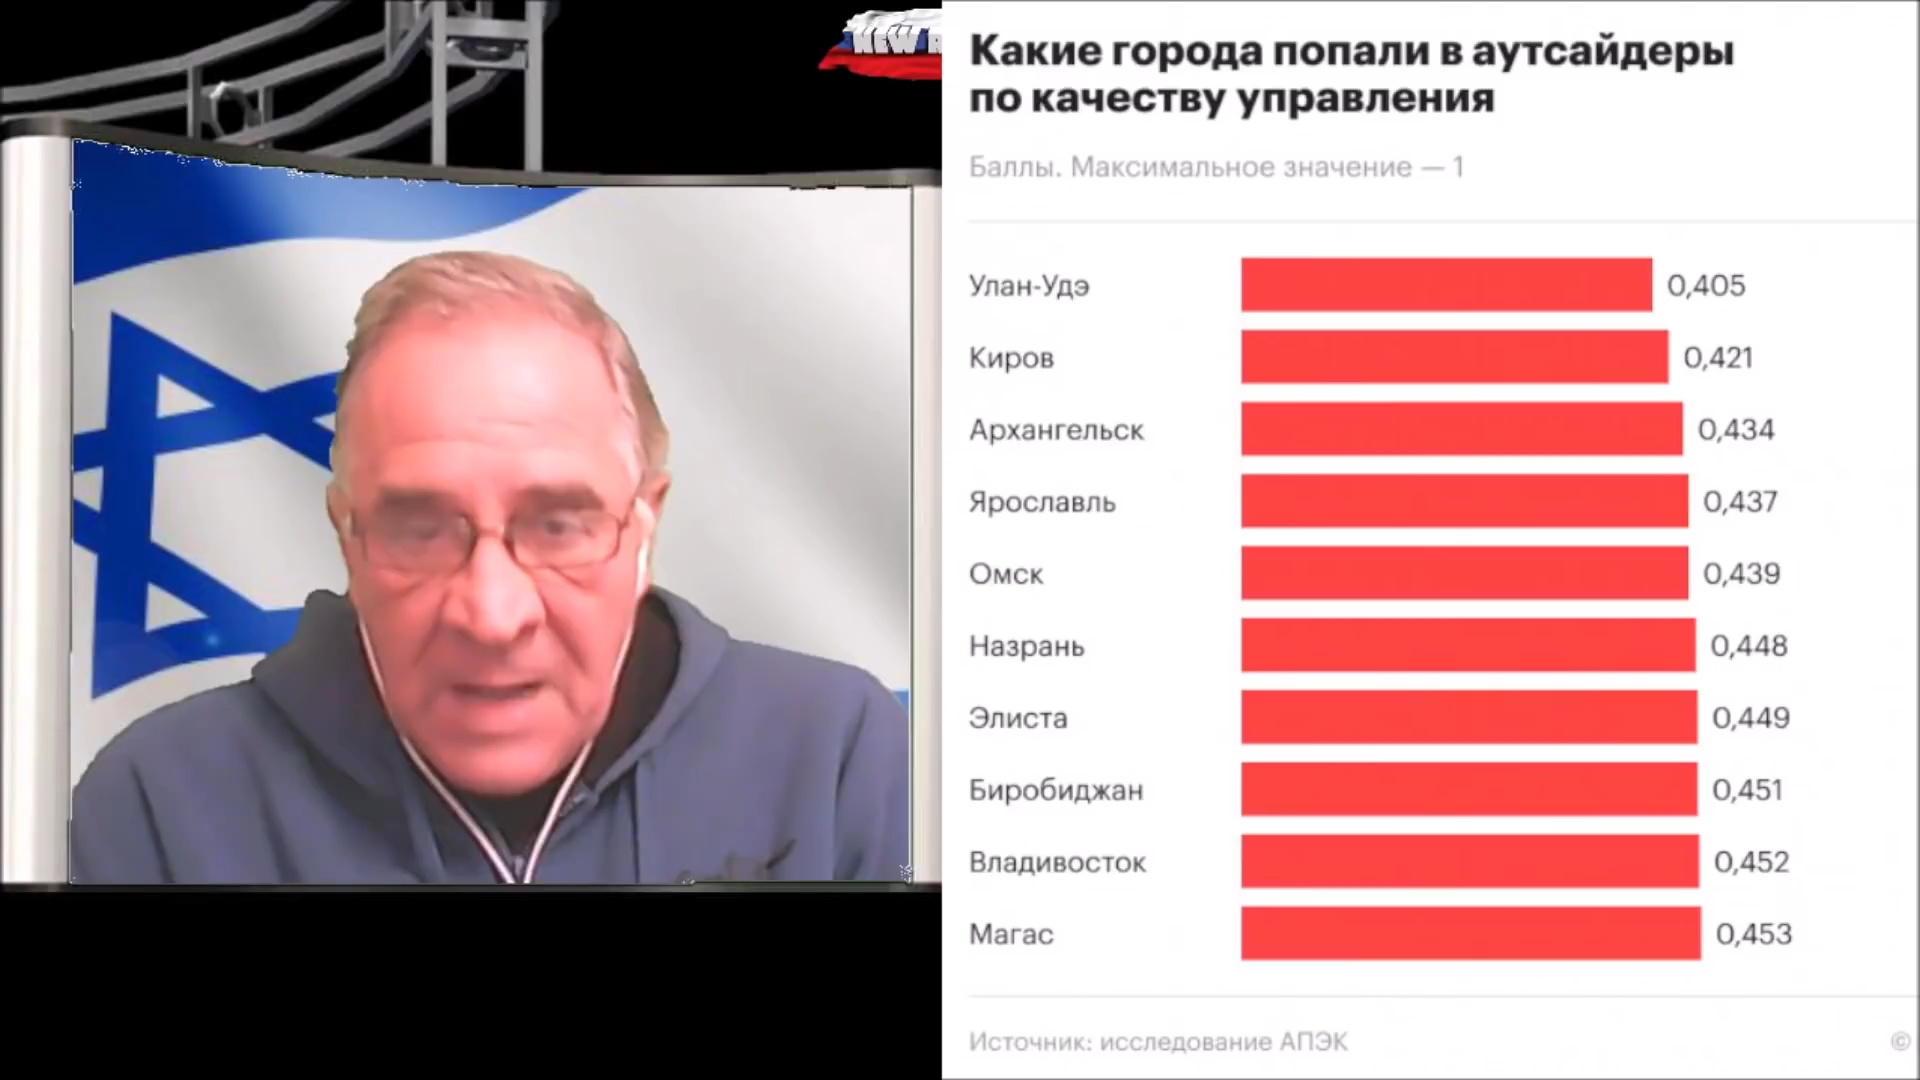 NEW
Какие города попали в аутсайдеры
по качеству управления
Баллы. Максимальное значение — 1
Улан-Удэ 0,405
Киров 0,421
Архангельск 0,434
Ярославль 0,437
Омск 0,439
Назрань 0,448
Элиста 0,449
Биробиджан 0,451
Владивосток 0,452
Магас 0,453
Источник: исследование АПЭК ©